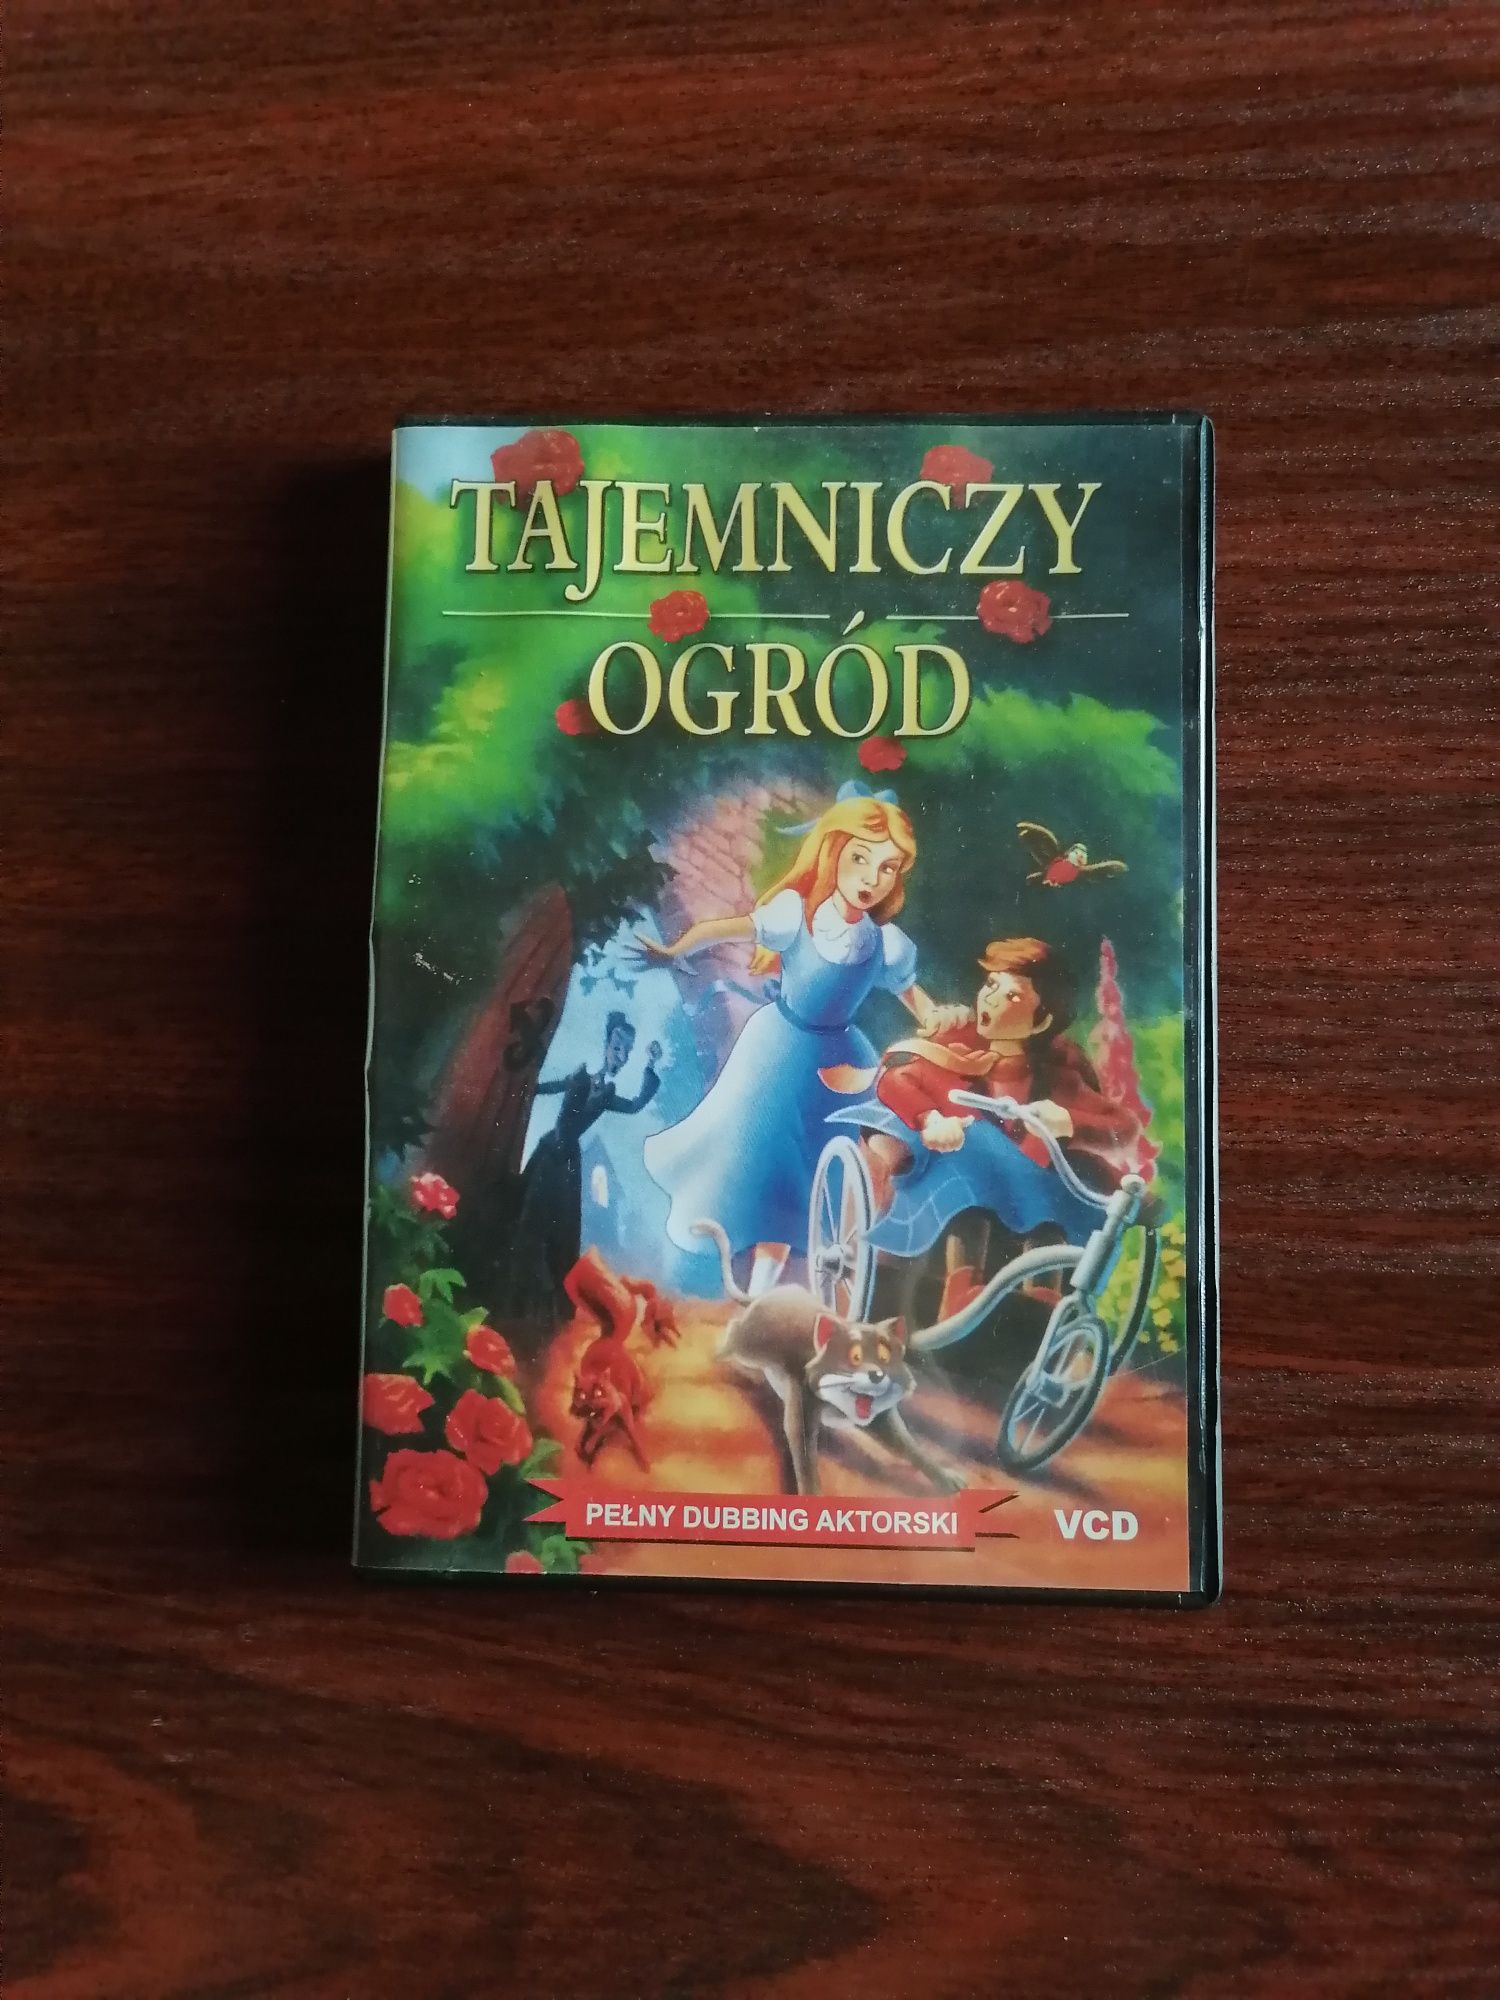 TAJEMNICZY
OGRÓD
PEŁNY DUBBING AKTORSKI
VCD